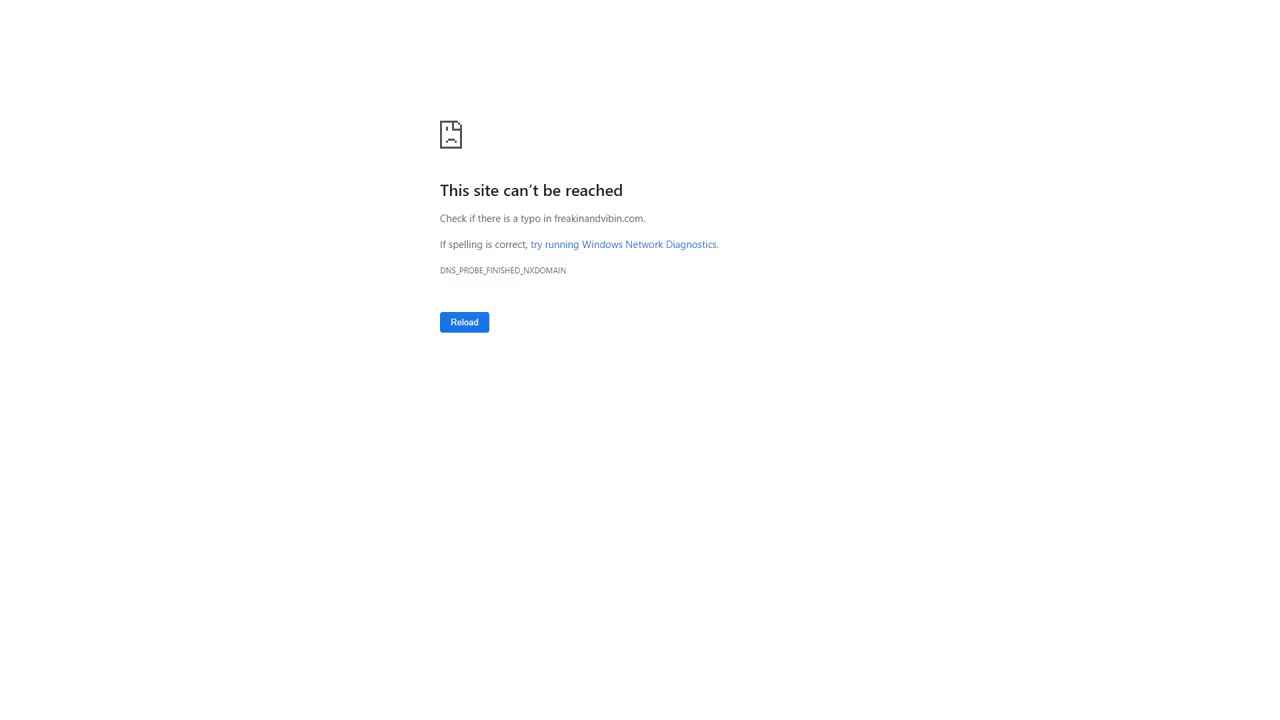 This site can't be reached
Check if there is a typo in freakinandvibin.com.
If spelling is correct, try running Windows Network Diagnostics.
DNS_PROBE_FINISHED_NXDOMAIN
Reload